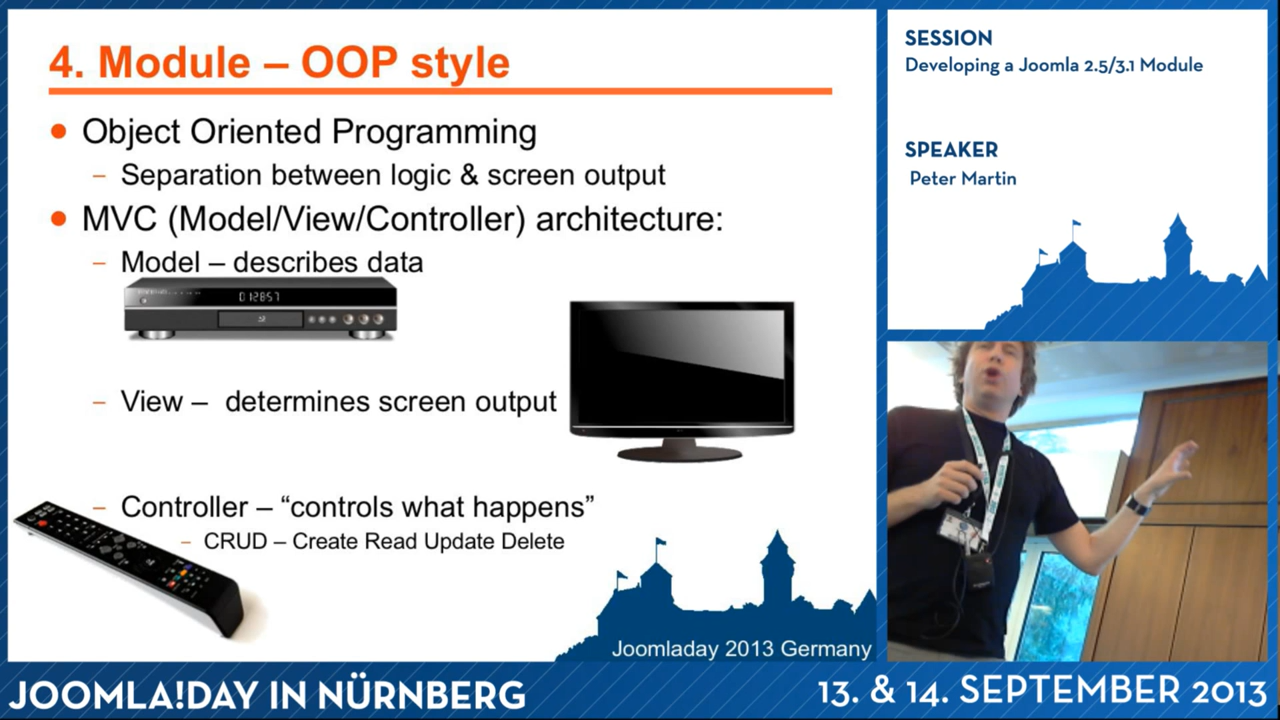 4. Module – OOP style
● Object Oriented Programming
– Separation between logic & screen output
● MVC (Model/View/Controller) architecture:
– Model – describes data
– View – determines screen output
– Controller – “controls what happens”
– CRUD – Create Read Update Delete
Joomladay 2013 Germany
SESSION
Developing a Joomla 2.5/3.1 Module
SPEAKER
Peter Martin
JOOMLA!DAY IN NÜRNBERG
13. & 14. SEPTEMBER 2013